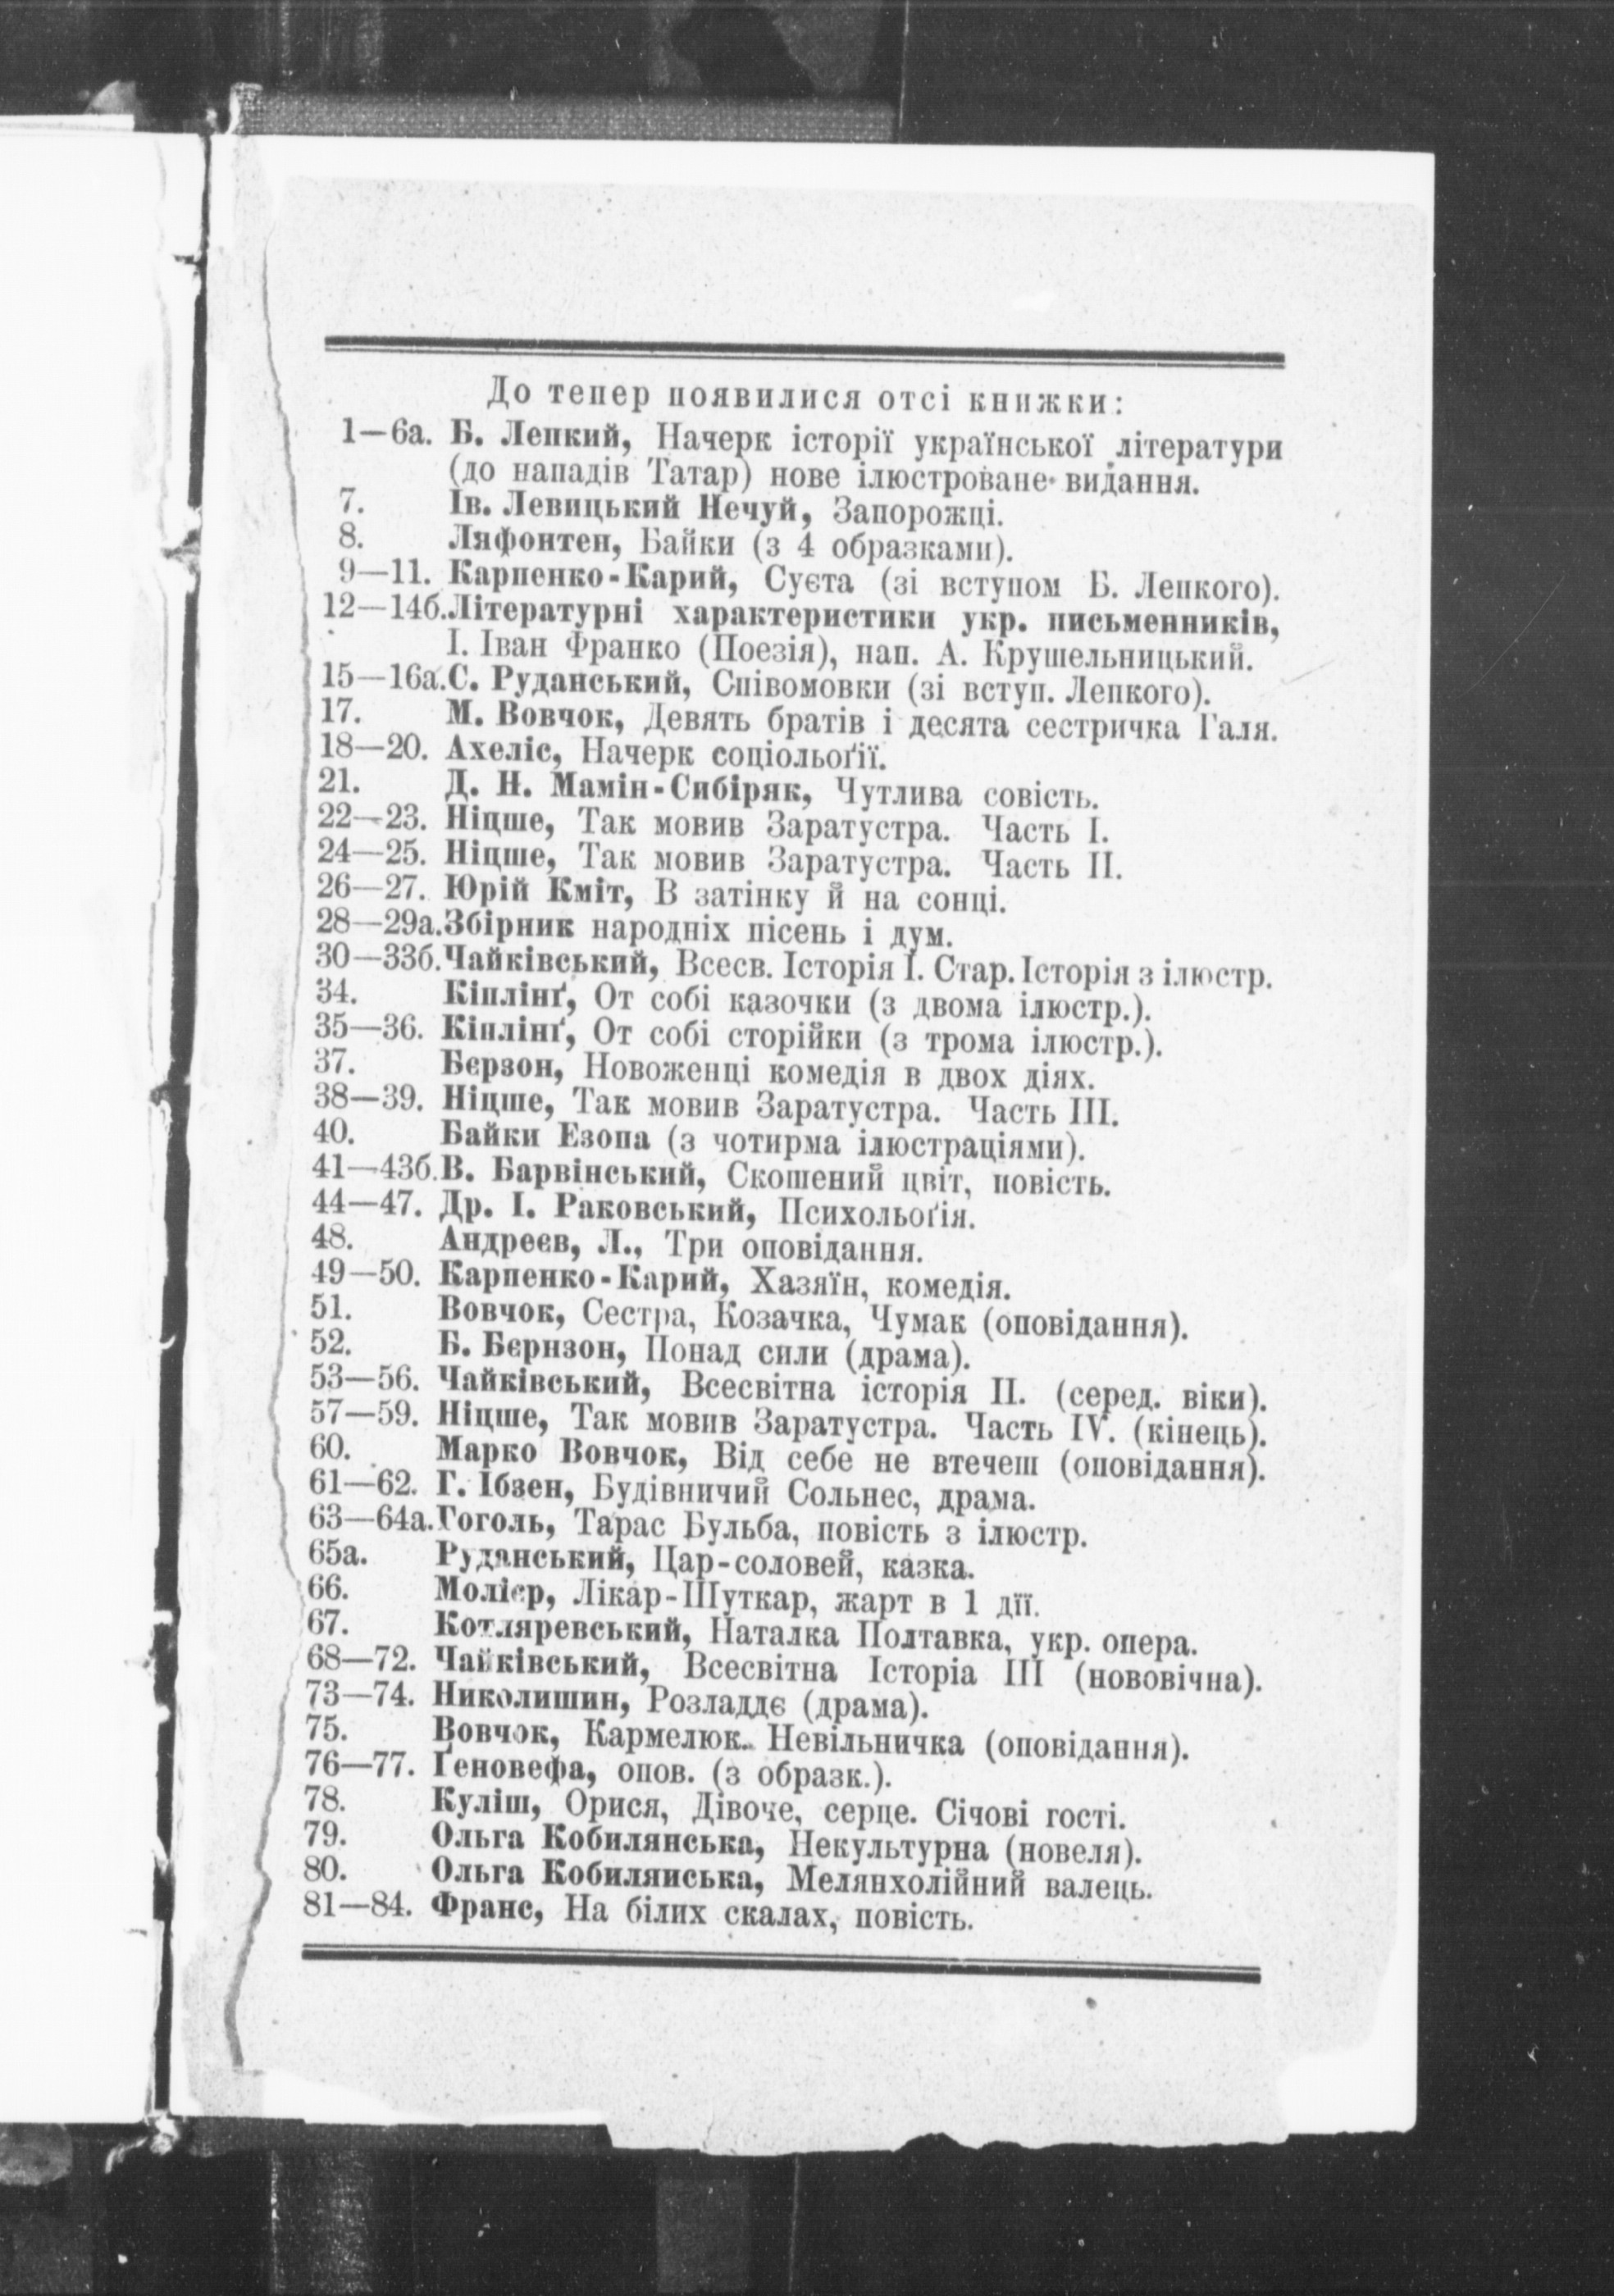 До тепер появилися отсі книжки:
1—6а. Б. Лепкий, Начерк історії української літератури
(до нападів Татар) нове ілюстроване видання.
7. Ів. Левицький Нечуй, Запорожці.
8. Ляфонтен, Байки (з 4 образками).
9—11. Карпенко-Карий, Суєта (зі вступом Б. Лепкого).
12—14б. Літературні характеристики укр. письменників,
І. Іван Франко (Поезія), нап. А. Крушельницький.
15—16а. С. Руданський, Співомовки (зі вступ. Лепкого).
17. М. Вовчок, Девять братів і десята сестричка Галя.
18—20. Ахеліс, Начерк соціольоґії.
21. Д. Н. Мамін-Сибіряк, Чутлива совість.
22—23. Ніцше, Так мовив Заратустра. Часть I.
24—25. Ніцше, Так мовив Заратустра. Часть II.
26—27. Юрій Кміт, В затінку й на сонці.
28—29а. Збірник народніх пісень і дум.
30—33б. Чайківський, Всесв. Історія I. Стар. Історія з ілюстр.
34. Кіплінґ, От собі казочки (з двома ілюстр.).
35—36. Кіплінґ, От собі сторійки (з трома ілюстр.).
37. Бєрзон, Новоженці комедія в двох діях.
38—39. Ніцше, Так мовив Заратустра. Часть III.
40. Байки Езопа (з чотирма ілюстраціями).
41—43б. В. Барвінський, Скошений цвіт, повість.
44—47. Др. І. Раковський, Психольоґія.
48. Андреєв, Л., Три оповідання.
49—50. Карпенко-Карий, Хазяїн, комедія.
51. Вовчок, Сестра, Козачка, Чумак (оповідання).
52. Б. Бєрнзон, Понад сили (драма).
53—56. Чайківський, Всесвітна історія II. (серед. віки).
57—59. Ніцше, Так мовив Заратустра. Часть IV. (кінець).
60. Марко Вовчок, Від себе не втечеш (оповідання).
61—62. Г. Ібзен, Будівничий Сольнес, драма.
63—64а. Гоголь, Тарас Бульба, повість з ілюстр.
65а. Руданський, Цар-соловей, казка.
66. Молієр, Лікар-Шуткар, жарт в 1 дії.
67. Котляревський, Наталка Полтавка, укр. опера.
68—72. Чайківський, Всесвітна Історіа III (нововічна).
73—74. Николишин, Розладдє (драма).
75. Вовчок, Кармелюк. Невільничка (оповідання).
76—77. Ґеновефа, опов. (з образк.).
78. Куліш, Орися, Дівоче, серце. Січові гості.
79. Ольга Кобилянська, Некультурна (новеля).
80. Ольга Кобилянська, Мелянхолійний валець.
81—84. Франс, На білих скалах, повість.